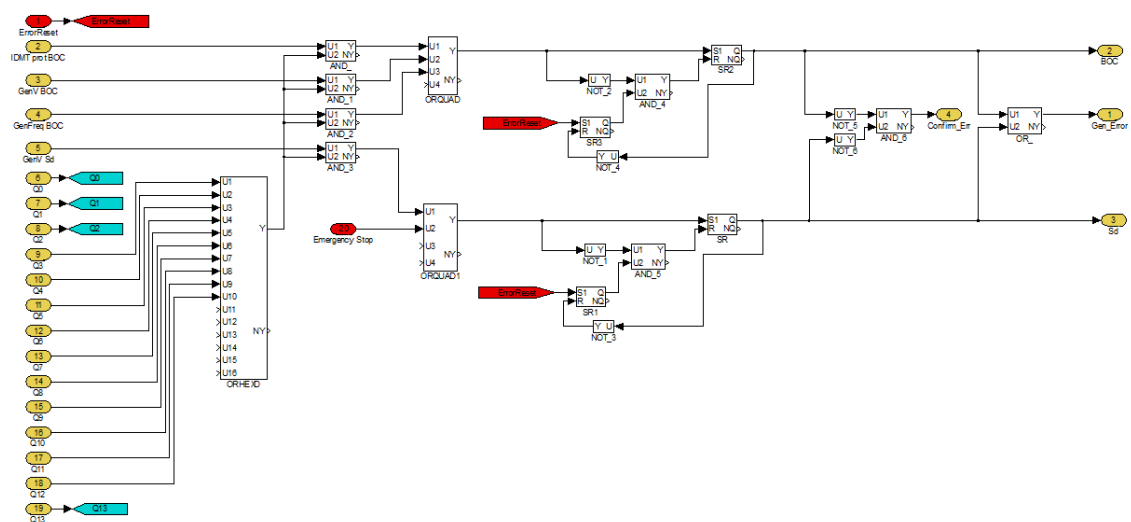 1
ErrorReset
ErrorReset
2
IDMT prot BOC
3
GenV BOC
4
GenFreq BOC
5
GenV Sd
6
Q0
Q0
7
Q1
Q1
8
Q2
Q2
9
Q3
10
Q4
11
Q5
12
Q6
13
Q7
14
Q8
15
Q9
16
Q10
17
Q11
18
Q12
19
Q13
Q13
U1
U2
U3
U4
U5
U6
U7
U8
U9
U10
U11
U12
U13
U14
U15
U16
Y
NY
ORHEXD
U1 Y
U2 NY
AND_
U1 Y
U2 NY
AND_1
U1 Y
U2 NY
AND_2
U1 Y
U2 NY
AND_3
20
Emergency Stop
U1
U2
U3
U4
Y
NY
ORQUAD
U1
U2
U3
U4
Y
NY
ORQUAD1
U Y
NOT_2
U1 Y
U2 NY
AND_4
ErrorReset
S1 Q
R NQ
SR3
Y U
NOT_4
S1 Q
R NQ
SR2
U Y
NOT_1
U1 Y
U2 NY
AND_5
ErrorReset
S1 Q
R NQ
SR1
Y U
NOT_3
S1 Q
R NQ
SR
U Y
NOT_5
U Y
NOT_6
U1 Y
U2 NY
AND_6
4
Confirm_Err
U1 Y
U2 NY
OR_
2
BOC
1
Gen_Error
3
Sd